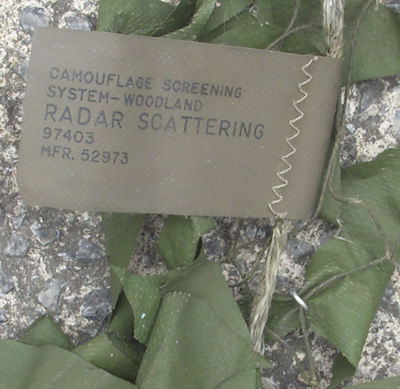 CAMOUFLAGE SCREENING
SYSTEM-WOODLAND
RADAR SCATTERING
97403
MFR. 52973